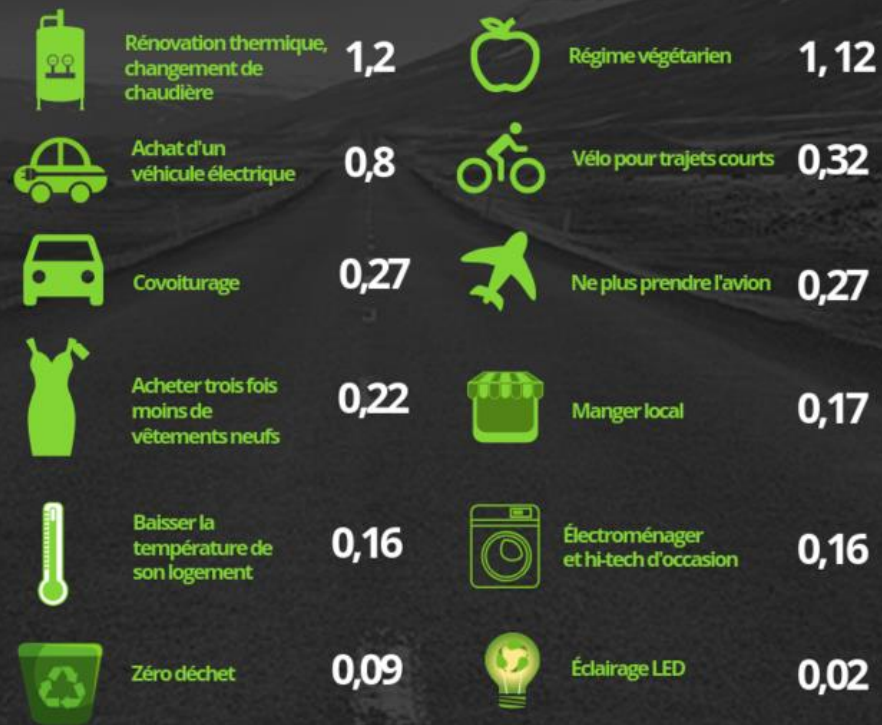 Rénovation thermique,
changement de
chaudière
1,2
Régime végétarien
1, 12
Achat d'un
véhicule électrique
0,8
Vélo pour trajets courts
0,32
Covoiturage
0,27
Ne plus prendre l'avion
0,27
Acheter trois fois
moins de
vêtements neufs
0,22
Manger local
0,17
Baisser la
température de
son logement
0,16
Électroménager
et hi-tech d'occasion
0,16
Zéro déchet
0,09
Éclairage LED
0,02